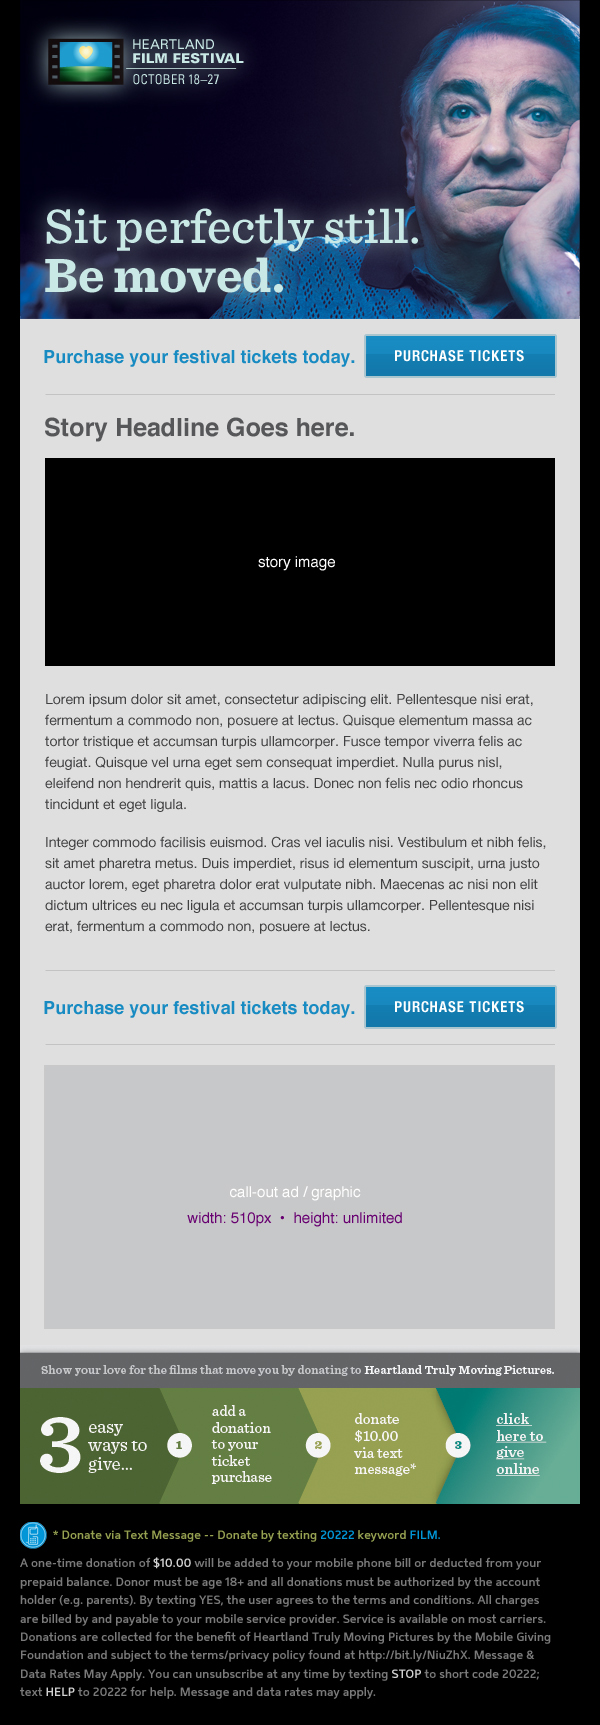 HEARTLAND
FILM FESTIVAL
OCTOBER 18–27
Sit perfectly still.
Be moved.
Purchase your festival tickets today.
PURCHASE TICKETS
Story Headline Goes here.
story image
Lorem ipsum dolor sit amet, consectetur adipiscing elit. Pellentesque nisi erat,
fermentum a commodo non, posuere at lectus. Quisque elementum massa ac
tortor tristique et accumsan turpis ullamcorper. Fusce tempor viverra felis ac
feugiat. Quisque vel urna eget sem consequat imperdiet. Nulla purus nisl,
eleifend non hendrerit quis, mattis a lacus. Donec non felis nec odio rhoncus
tincidunt et eget ligula.
Integer commodo facilisis euismod. Cras vel iaculis nisi. Vestibulum et nibh felis,
sit amet pharetra metus. Duis imperdiet, risus id elementum suscipit, urna justo
auctor lorem, eget pharetra dolor erat vulputate nibh. Maecenas ac nisi non elit
dictum ultrices eu nec ligula et accumsan turpis ullamcorper. Pellentesque nisi
erat, fermentum a commodo non, posuere at lectus.
Purchase your festival tickets today.
PURCHASE TICKETS
call-out ad / graphic
width: 510px • height: unlimited
Show your love for the films that move you by donating to Heartland Truly Moving Pictures.
3
easy
ways to
give...
1
add a
donation
to your
ticket
purchase
2
donate
$10.00
via text
message*
3
click
here to
give
online
* Donate via Text Message -- Donate by texting 20222 keyword FILM.
A one-time donation of $10.00 will be added to your mobile phone bill or deducted from your
prepaid balance. Donor must be age 18+ and all donations must be authorized by the account
holder (e.g. parents). By texting YES, the user agrees to the terms and conditions. All charges
are billed by and payable to your mobile service provider. Service is available on most carriers.
Donations are collected for the benefit of Heartland Truly Moving Pictures by the Mobile Giving
Foundation and subject to the terms/privacy policy found at http://bit.ly/NiuZhX. Message &
Data Rates May Apply. You can unsubscribe at any time by texting STOP to short code 20222;
text HELP to 20222 for help. Message and data rates may apply.